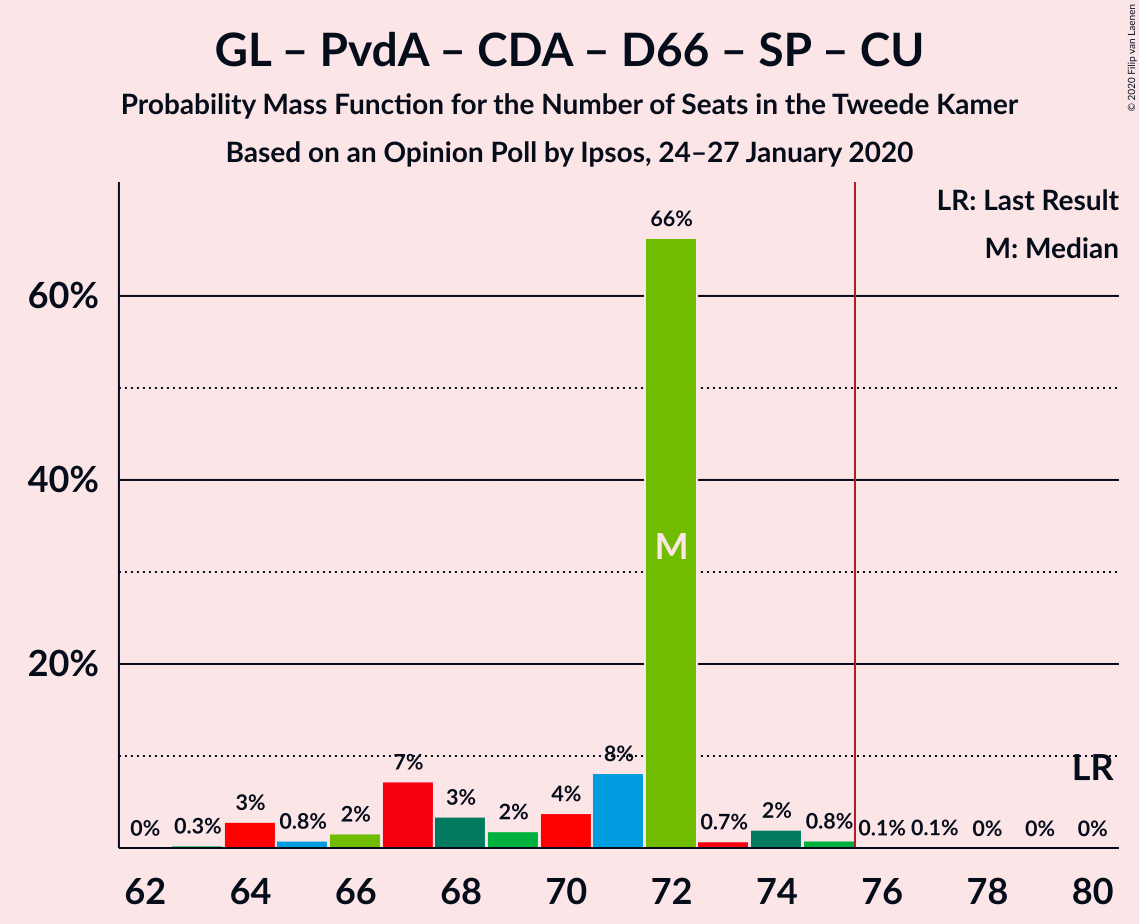 GL – PvdA – CDA – D66 – SP – CU
Probability Mass Function for the Number of Seats in the Tweede Kamer
Based on an Opinion Poll by Ipsos, 24–27 January 2020
© 2020 Filip van Laenen
LR: Last Result
M: Median
60%
40%
20%
66%
M
0%
0.3%
3%
0.8%
2%
7%
3%
2%
4%
8%
0.7%
2%
0.8%
0.1%
0.1%
0%
0%
0%
LR
62 64 66 68 70 72 74 76 78 80